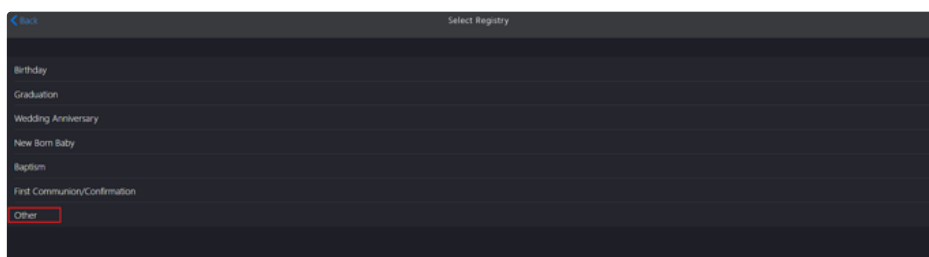 Back
Select Registry
Birthday
Graduation
Wedding Anniversary
New Born Baby
Baptism
First Communion/Confirmation
Other